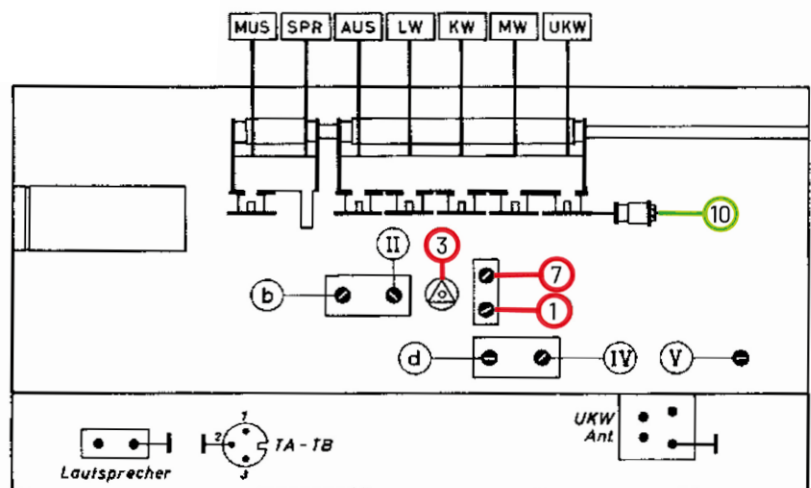 MUS SPR AUS LW KW MW UKW
10
II 3
7
b
1
d IV V
1
UKW
2 TA-TB Ant.
3
Lautsprecher